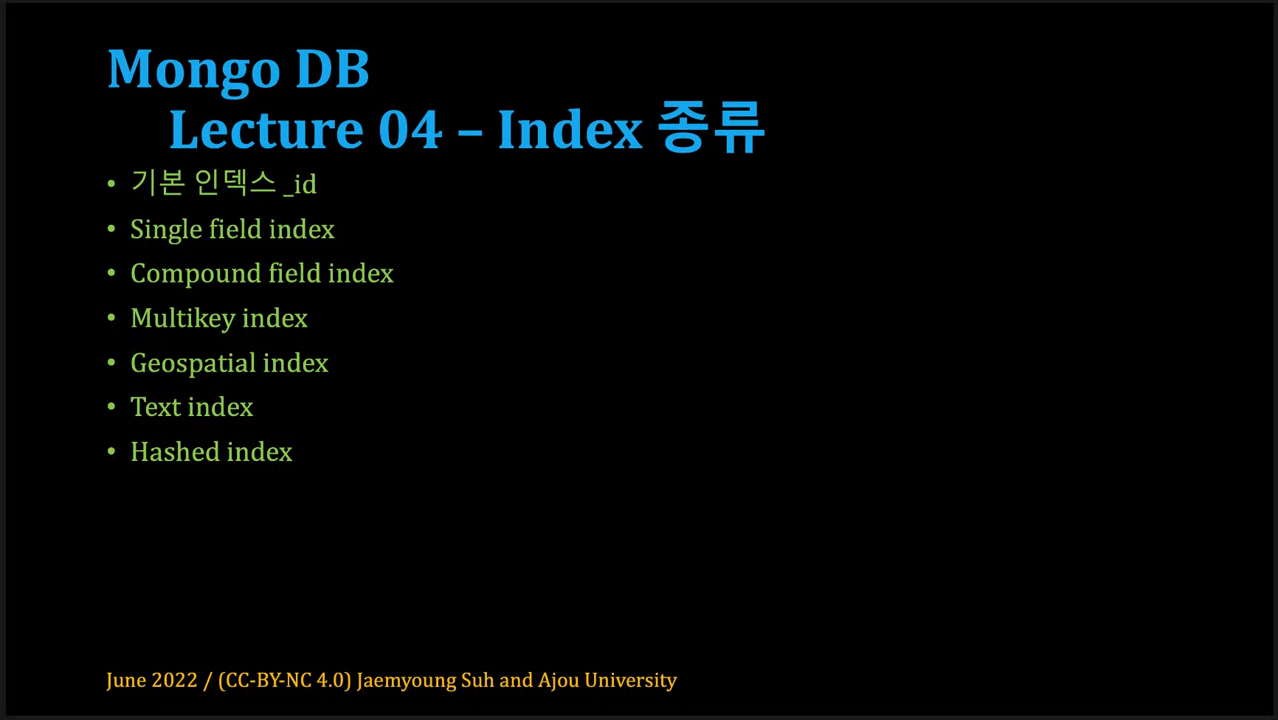 Mongo DB
Lecture 04 – Index 종류
• 기본 인덱스 _id
• Single field index
• Compound field index
• Multikey index
• Geospatial index
• Text index
• Hashed index
June 2022 / (CC-BY-NC 4.0) Jaemyoung Suh and Ajou University